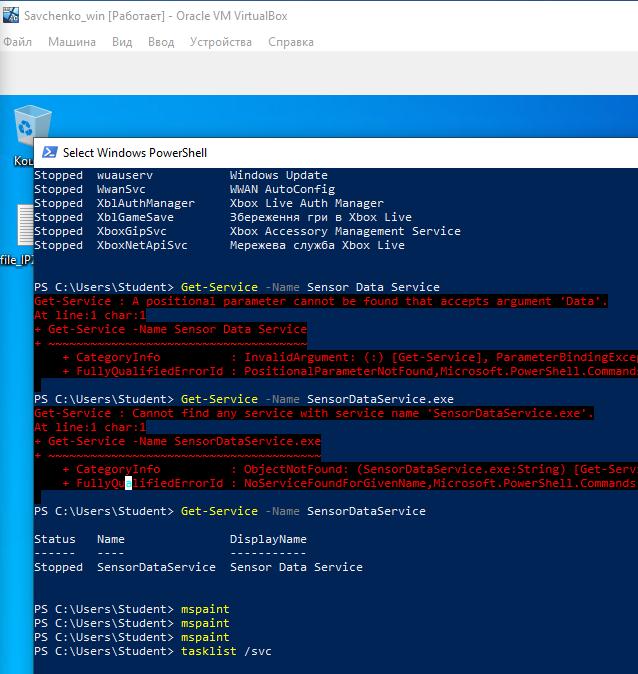 Savchenko_win [Работает] - Oracle VM VirtualBox
Файл Машина Вид Ввод Устройства Справка
Select Windows PowerShell
Stopped wuauserv Windows Update
Stopped WwanSvc WWAN AutoConfig
Stopped XblAuthManager Xbox Live Auth Manager
Stopped XblGameSave Збереження гри в Xbox Live
Stopped XboxGipSvc Xbox Accessory Management Service
Stopped XboxNetApiSvc Мережева служба Xbox Live
PS C:\Users\Student> Get-Service -Name Sensor Data Service
Get-Service : A positional parameter cannot be found that accepts argument 'Data'.
At line:1 char:1
+ Get-Service -Name Sensor Data Service
+ ~~~~~~~~~~~~~~~~~~~~~~~~~~~~~~~~~~~~~
+ CategoryInfo : InvalidArgument: (:) [Get-Service], ParameterBindingExce
+ FullyQualifiedErrorId : PositionalParameterNotFound,Microsoft.PowerShell.Command
PS C:\Users\Student> Get-Service -Name SensorDataService.exe
Get-Service : Cannot find any service with service name 'SensorDataService.exe'.
At line:1 char:1
+ Get-Service -Name SensorDataService.exe
+ ~~~~~~~~~~~~~~~~~~~~~~~~~~~~~~~~~~~~~~~
+ CategoryInfo : ObjectNotFound: (SensorDataService.exe:String) [Get-Serv
+ FullyQualifiedErrorId : NoServiceFoundForGivenName,Microsoft.PowerShell.Commands
PS C:\Users\Student> Get-Service -Name SensorDataService
Status Name DisplayName
------ ---- -----------
Stopped SensorDataService Sensor Data Service
PS C:\Users\Student> mspaint
PS C:\Users\Student> mspaint
PS C:\Users\Student> mspaint
PS C:\Users\Student> tasklist /svc